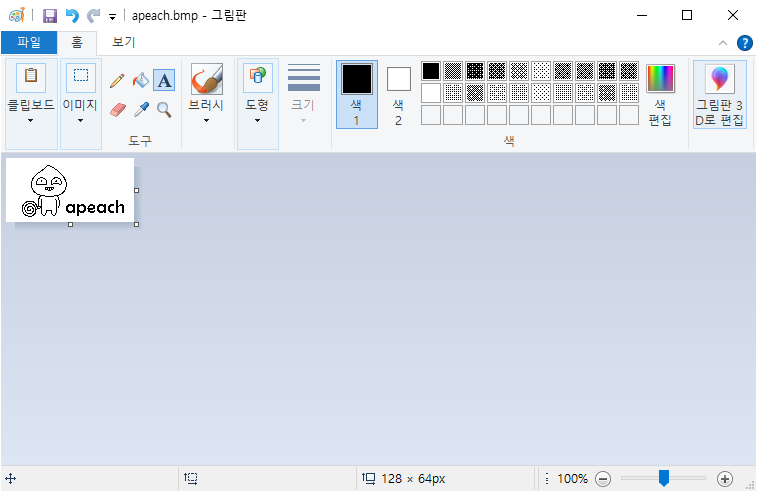 apeach.bmp - 그림판
파일 홈 보기
클립보드 이미지 A 브러시 도형 크기 색 1 색 2 색 편집 그림판 3D로 편집
도구 색
apeach
128 × 64px 100%